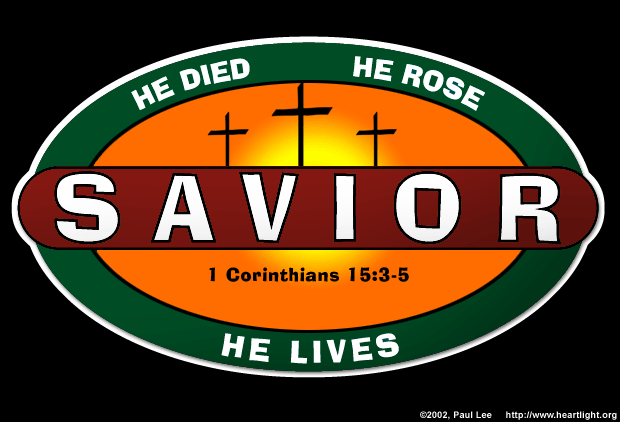 HE DIED
HE ROSE
SAVIOR
1 Corinthians 15:3-5
HE LIVES
©2002, Paul Lee http://www.heartlight.org